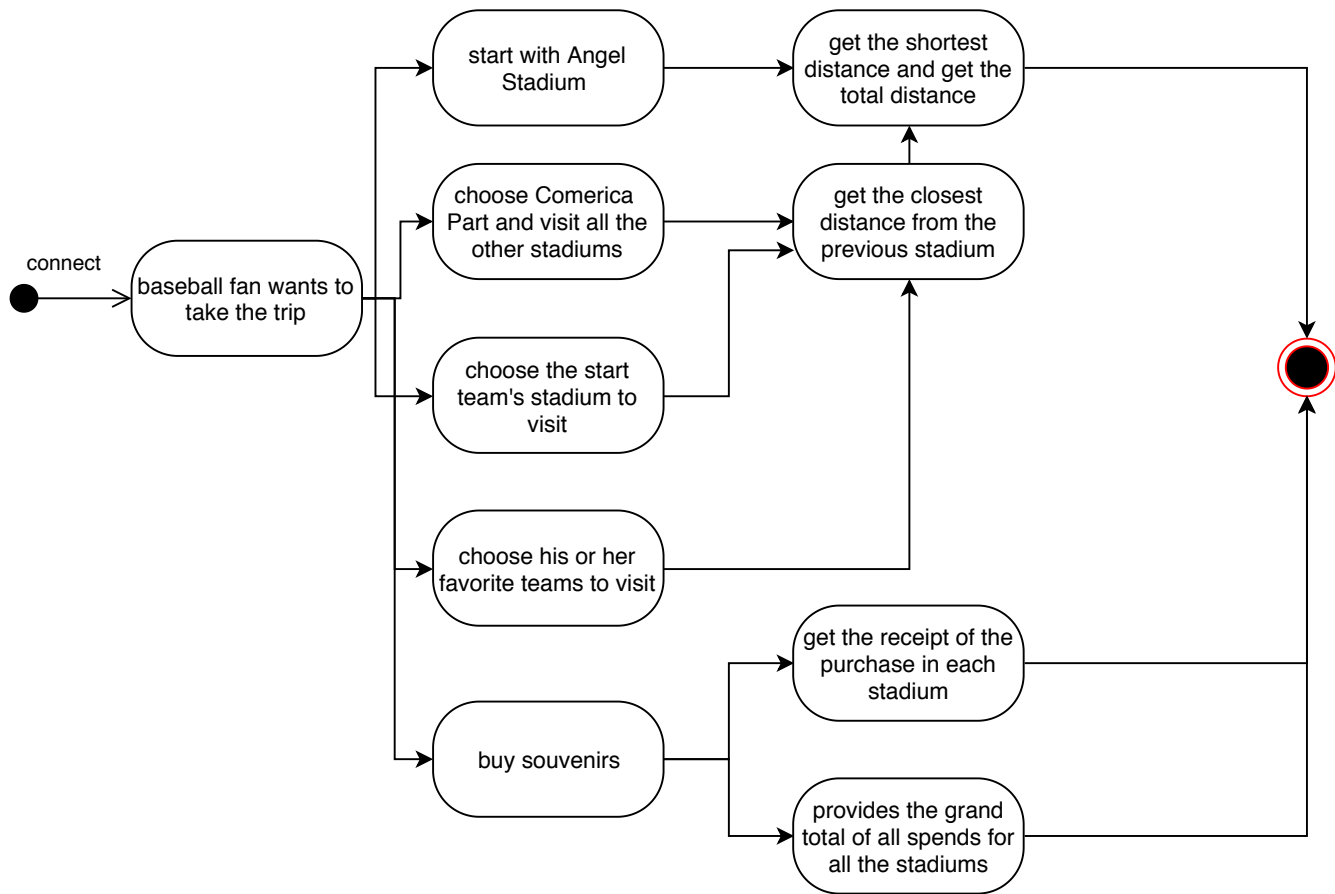 connect
baseball fan wants to
take the trip
start with Angel
Stadium
get the shortest
distance and get the
total distance
choose Comerica
Part and visit all the
other stadiums
get the closest
distance from the
previous stadium
choose the start
team's stadium to
visit
choose his or her
favorite teams to visit
buy souvenirs
get the receipt of the
purchase in each
stadium
provides the grand
total of all spends for
all the stadiums